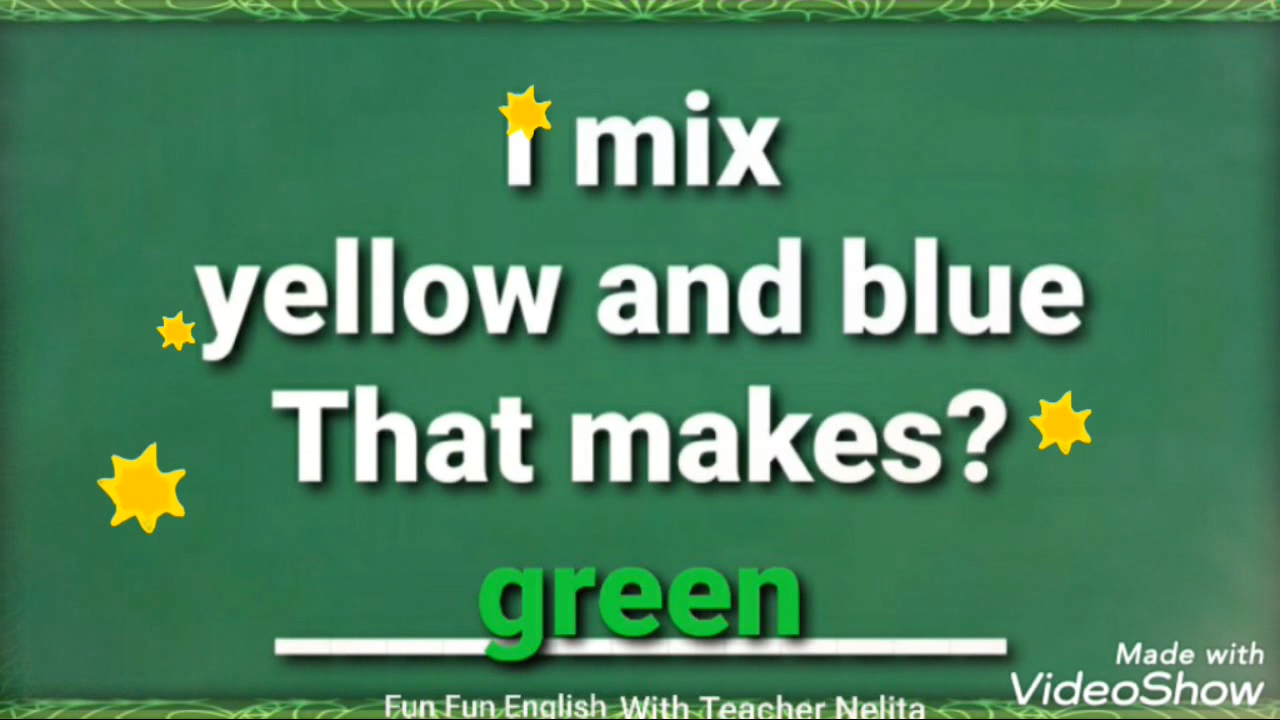 i mix
yellow and blue
That makes?
green
Fun Fun English With Teacher Nelita
Made with
VideoShow